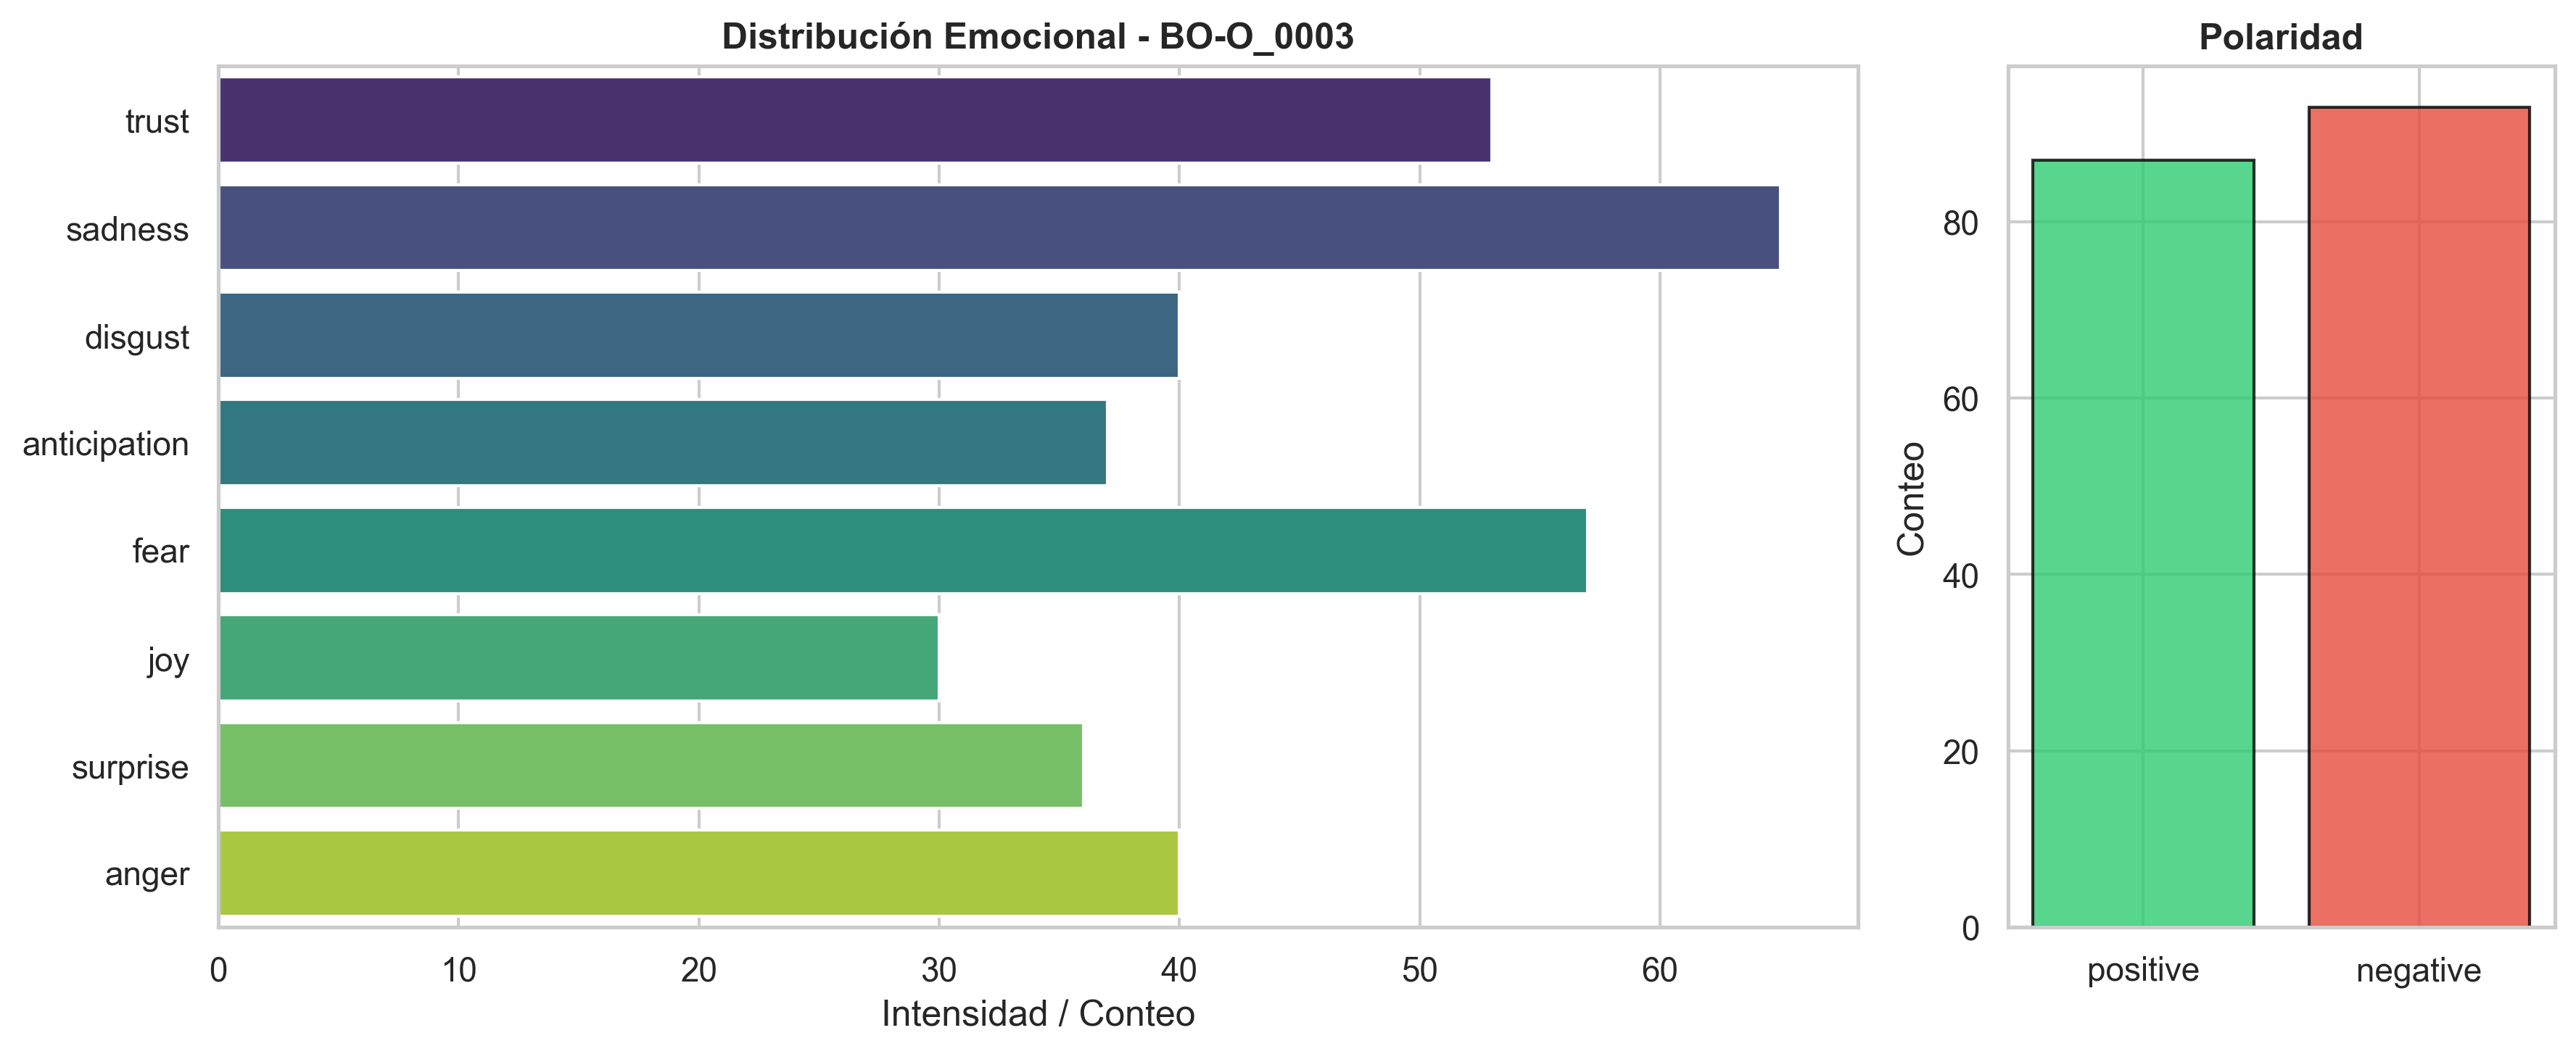 Distribución Emocional - BO-O_0003
trust
sadness
disgust
anticipation
fear
joy
surprise
anger
0 10 20 30 40 50 60
Intensidad / Conteo
Polaridad
Conteo
80
60
40
20
0
positive negative